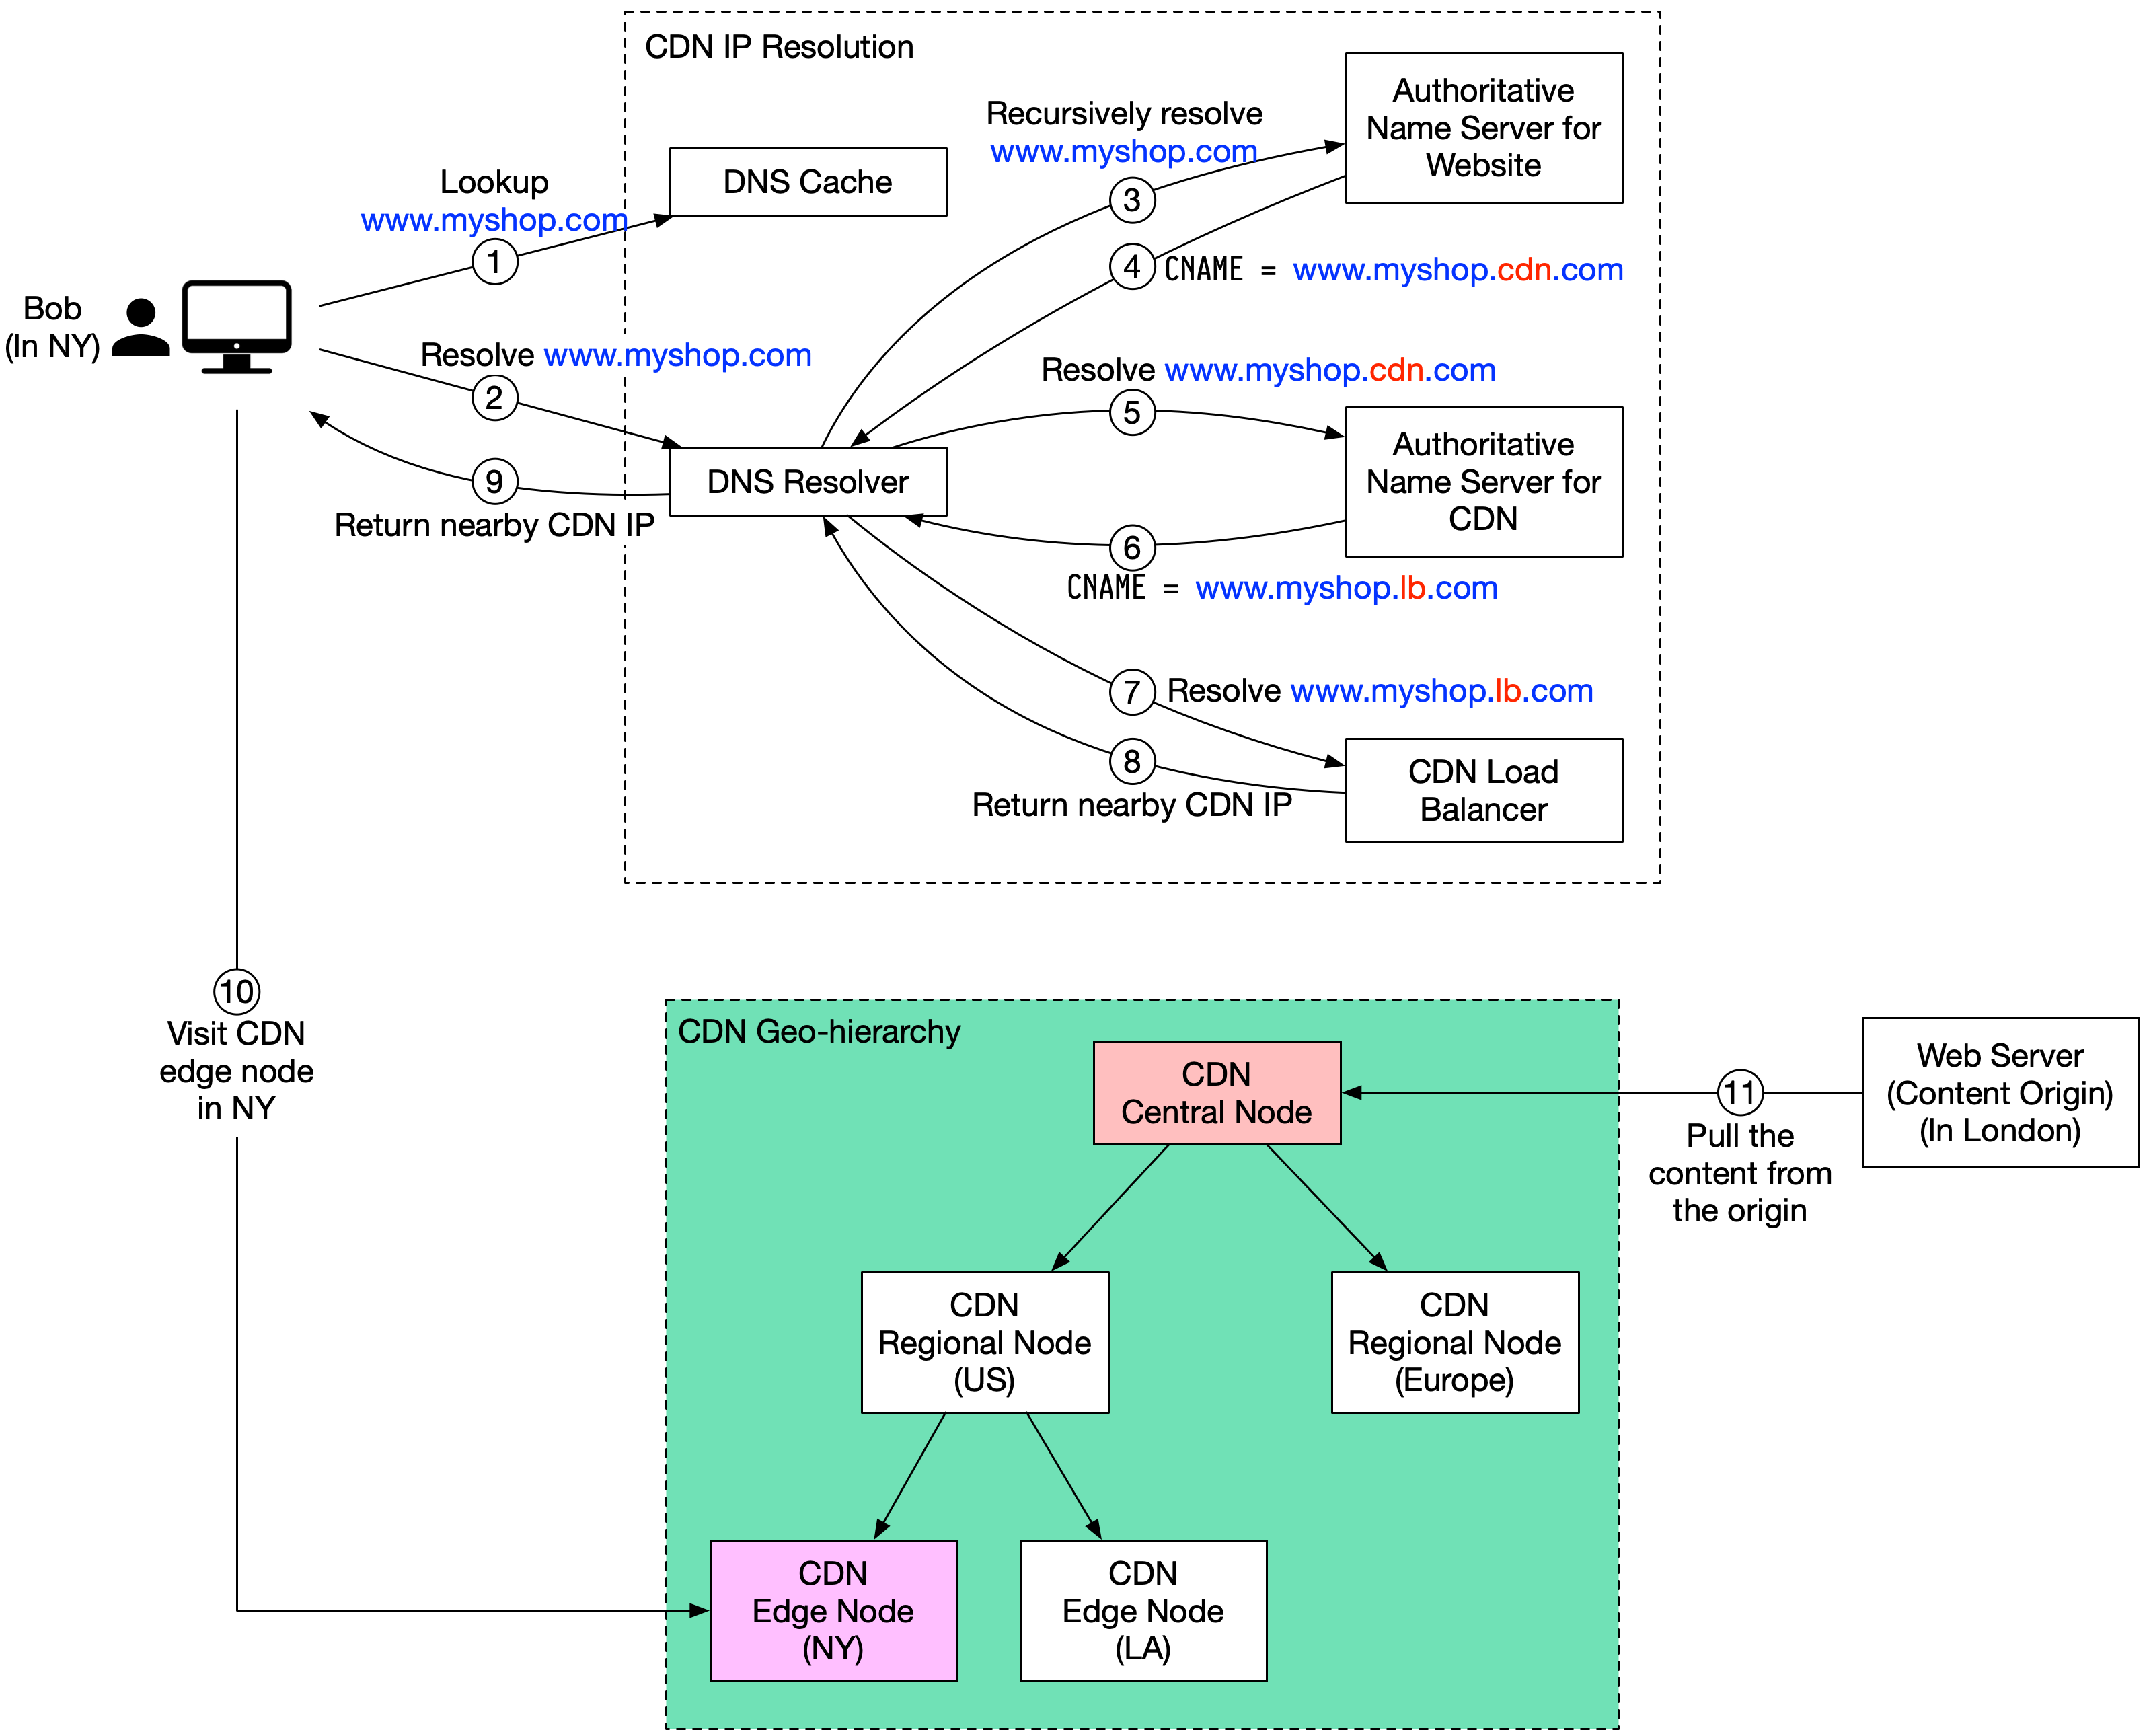 CDN IP Resolution
Authoritative
Name Server for
Website
Recursively resolve
www.myshop.com
DNS Cache
Lookup
www.myshop.com
3
1
4
CNAME = www.myshop.cdn.com
Bob
(In NY)
Resolve www.myshop.com
2
Resolve www.myshop.cdn.com
5
Authoritative
Name Server for
CDN
DNS Resolver
9
Return nearby CDN IP
6
CNAME = www.myshop.lb.com
7
Resolve www.myshop.lb.com
8
Return nearby CDN IP
CDN Load
Balancer
10
Visit CDN
edge node
in NY
CDN Geo-hierarchy
CDN
Central Node
11
Pull the
content from
the origin
Web Server
(Content Origin)
(In London)
CDN
Regional Node
(US)
CDN
Regional Node
(Europe)
CDN
Edge Node
(NY)
CDN
Edge Node
(LA)